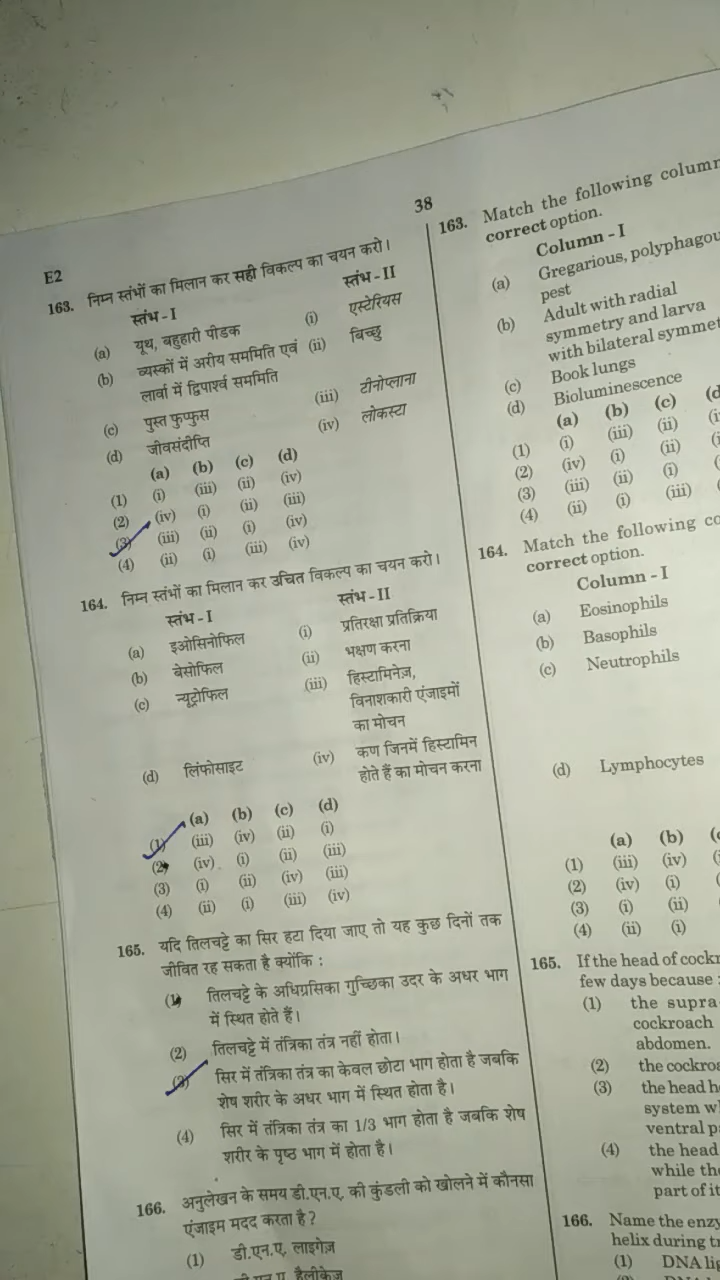 38
E2
163. निम्न स्तंभों का मिलान कर सही विकल्प का चयन करो।
स्तंभ - I स्तंभ - II
(a) यूथ, बहुहारी पीडक (i) एस्टेरियस
(b) व्यस्कों में अरीय सममिति एवं (ii) बिच्छु
लार्वा में द्विपार्श्व सममिति
(c) पुस्त फुप्फुस (iii) टीनोप्लाना
(d) जीवसंदीप्ति (iv) लोकस्टा
(a) (b) (c) (d)
(1) (i) (iii) (ii) (iv)
(2) (iv) (i) (ii) (iii)
(3) (iii) (ii) (i) (iv)
(4) (ii) (i) (iii) (iv)
164. निम्न स्तंभों का मिलान कर उचित विकल्प का चयन करो।
स्तंभ - I स्तंभ - II
(a) इओसिनोफिल (i) प्रतिरक्षा प्रतिक्रिया
(b) बेसोफिल (ii) भक्षण करना
(c) न्यूट्रोफिल (iii) हिस्टामिनेज़,
विनाशकारी एंजाइमों
का मोचन
(d) लिंफोसाइट (iv) कण जिनमें हिस्टामिन
होते हैं का मोचन करना
(a) (b) (c) (d)
(1) (iii) (iv) (ii) (i)
(2) (iv) (i) (ii) (iii)
(3) (i) (ii) (iv) (iii)
(4) (ii) (i) (iii) (iv)
165. यदि तिलचट्टे का सिर हटा दिया जाए तो यह कुछ दिनों तक
जीवित रह सकता है क्योंकि :
(1) तिलचट्टे के अधिग्रसिका गुच्छिका उदर के अधर भाग
में स्थित होते हैं।
(2) तिलचट्टे में तंत्रिका तंत्र नहीं होता।
(3) सिर में तंत्रिका तंत्र का केवल छोटा भाग होता है जबकि
शेष शरीर के अधर भाग में स्थित होता है।
(4) सिर में तंत्रिका तंत्र का 1/3 भाग होता है जबकि शेष
शरीर के पृष्ठ भाग में होता है।
166. अनुलेखन के समय डी.एन.ए. की कुंडली को खोलने में कौनसा
एंजाइम मदद करता है ?
(1) डी.एन.ए. लाइगेज़
हैलीकेज़
163. Match the following colum
correct option.
Column - I
(a) Gregarious, polyphagou
pest
(b) Adult with radial
symmetry and larva
with bilateral symmet
(c) Book lungs
(d) Bioluminescence
(a) (b) (c) (d
(1) (i) (iii) (ii) (i
(2) (iv) (i) (ii) (i
(3) (iii) (ii) (i) (
(4) (ii) (i) (iii) (
164. Match the following co
correct option.
Column - I
(a) Eosinophils
(b) Basophils
(c) Neutrophils
(d) Lymphocytes
(a) (b) (
(1) (iii) (iv) (
(2) (iv) (i)
(3) (i) (ii)
(4) (ii) (i)
165. If the head of cockr
few days because :
(1) the supra-
cockroach
abdomen.
(2) the cockroa
(3) the head h
system w
ventral p
(4) the head
while the
part of it
166. Name the enzy
helix during t
(1) DNA li